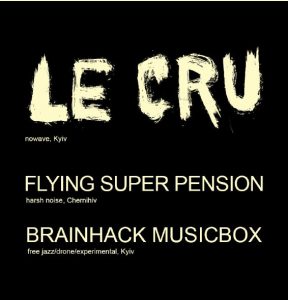 LE CRU
nowave, Kyiv
FLYING SUPER PENSION
harsh noise, Chernihiv
BRAINHACK MUSICBOX
free jazz/drone/experimental, Kyiv